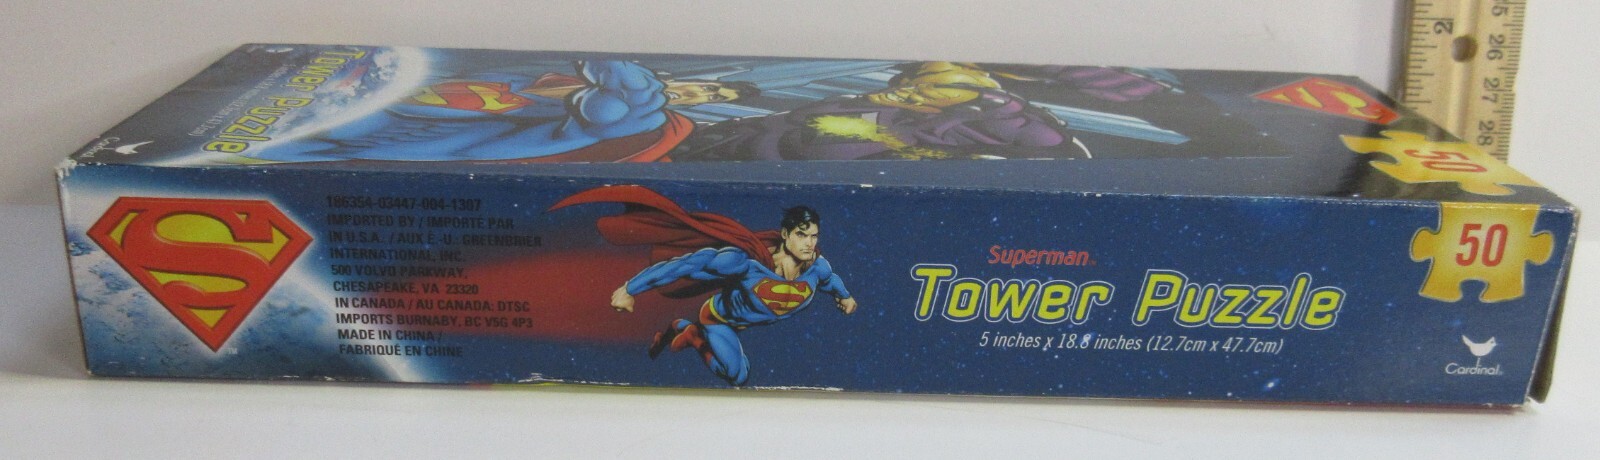 Tower Puzzle
Cardinal
50
186354-03447-004-1307
IMPORTED BY / IMPORTÉ PAR
IN U.S.A. / AUX É.-U.: GREENBRIER
INTERNATIONAL, INC.
500 VOLVO PARKWAY,
CHESAPEAKE, VA 23320
IN CANADA / AU CANADA: DTSC
IMPORTS BURNABY, BC V5G 4P3
MADE IN CHINA /
FABRIQUÉ EN CHINE
Superman
Tower Puzzle
5 inches x 18.8 inches (12.7cm x 47.7cm)
50
Cardinal
2
25
26
27
28